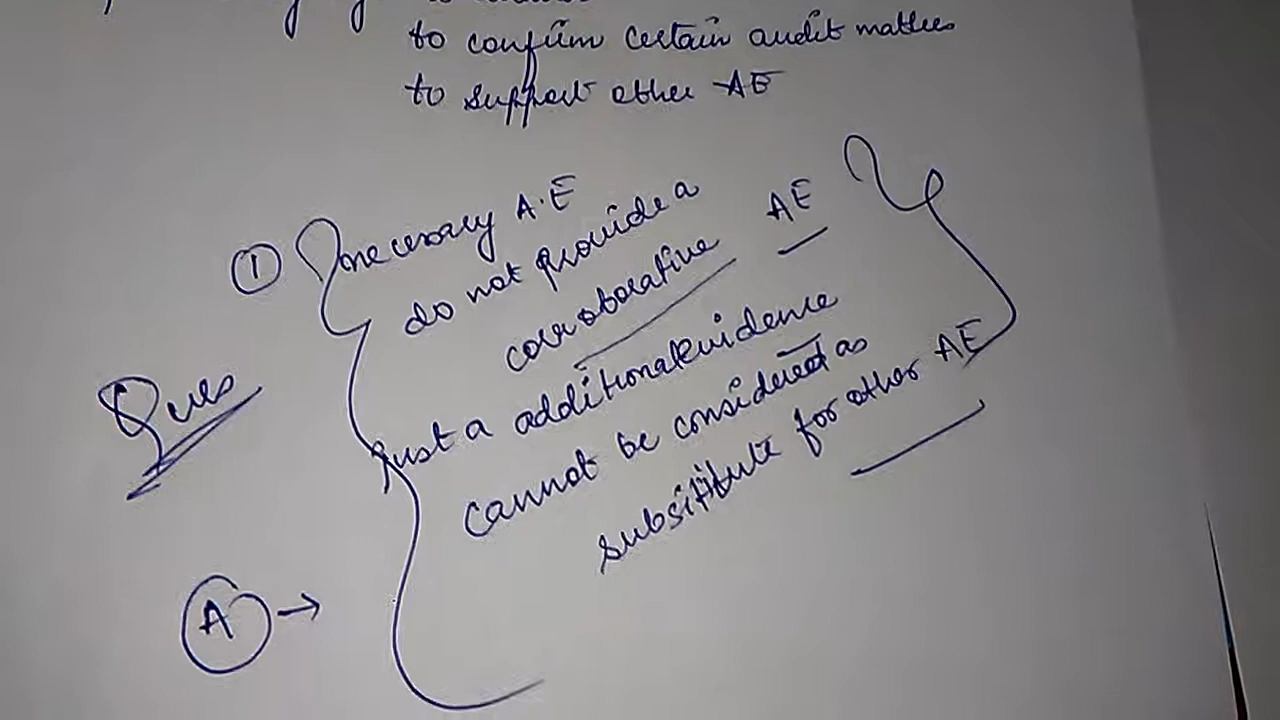 to confirm certain audit matters
to support other AE
① necessary A.E
do not provide a
corroborative AE
just a additional evidence
cannot be considered as
subsititute for other AE
Ques
A →